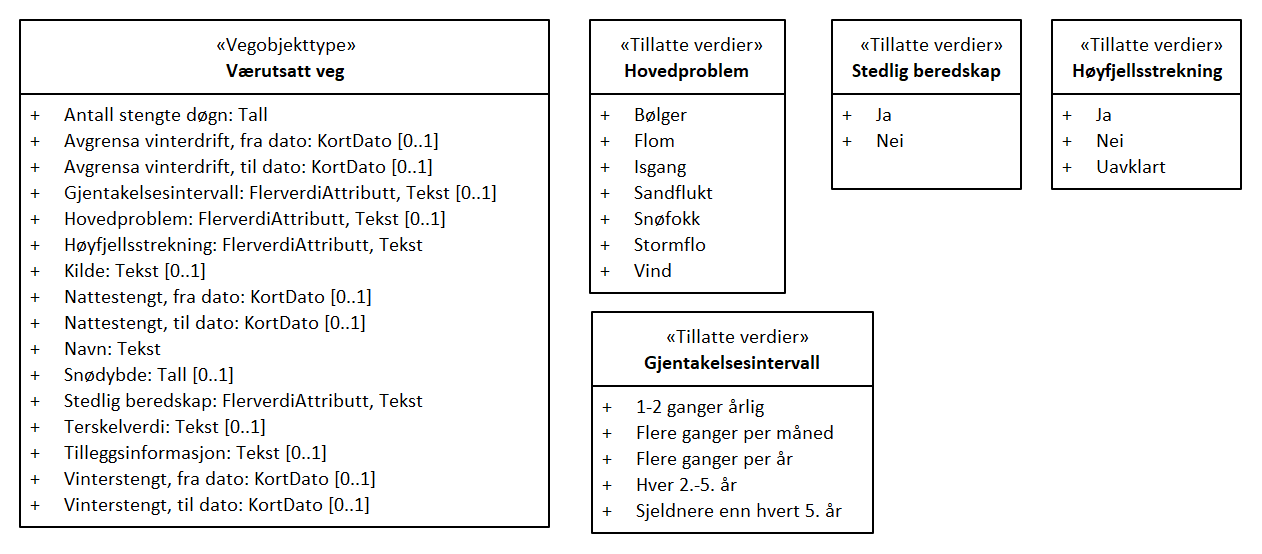 «Vegobjekttype»
Værutsatt veg
+ Antall stengte døgn: Tall
+ Avgrensa vinterdrift, fra dato: KortDato [0..1]
+ Avgrensa vinterdrift, til dato: KortDato [0..1]
+ Gjentakelsesintervall: FlerverdiAttributt, Tekst [0..1]
+ Hovedproblem: FlerverdiAttributt, Tekst [0..1]
+ Høyfjellsstrekning: FlerverdiAttributt, Tekst
+ Kilde: Tekst [0..1]
+ Nattestengt, fra dato: KortDato [0..1]
+ Nattestengt, til dato: KortDato [0..1]
+ Navn: Tekst
+ Snødybde: Tall [0..1]
+ Stedlig beredskap: FlerverdiAttributt, Tekst
+ Terskelverdi: Tekst [0..1]
+ Tilleggsinformasjon: Tekst [0..1]
+ Vinterstengt, fra dato: KortDato [0..1]
+ Vinterstengt, til dato: KortDato [0..1]
«Tillatte verdier»
Hovedproblem
+ Bølger
+ Flom
+ Isgang
+ Sandflukt
+ Snøfokk
+ Stormflo
+ Vind
«Tillatte verdier»
Stedlig beredskap
+ Ja
+ Nei
«Tillatte verdier»
Høyfjellsstrekning
+ Ja
+ Nei
+ Uavklart
«Tillatte verdier»
Gjentakelsesintervall
+ 1-2 ganger årlig
+ Flere ganger per måned
+ Flere ganger per år
+ Hver 2.-5. år
+ Sjeldnere enn hvert 5. år